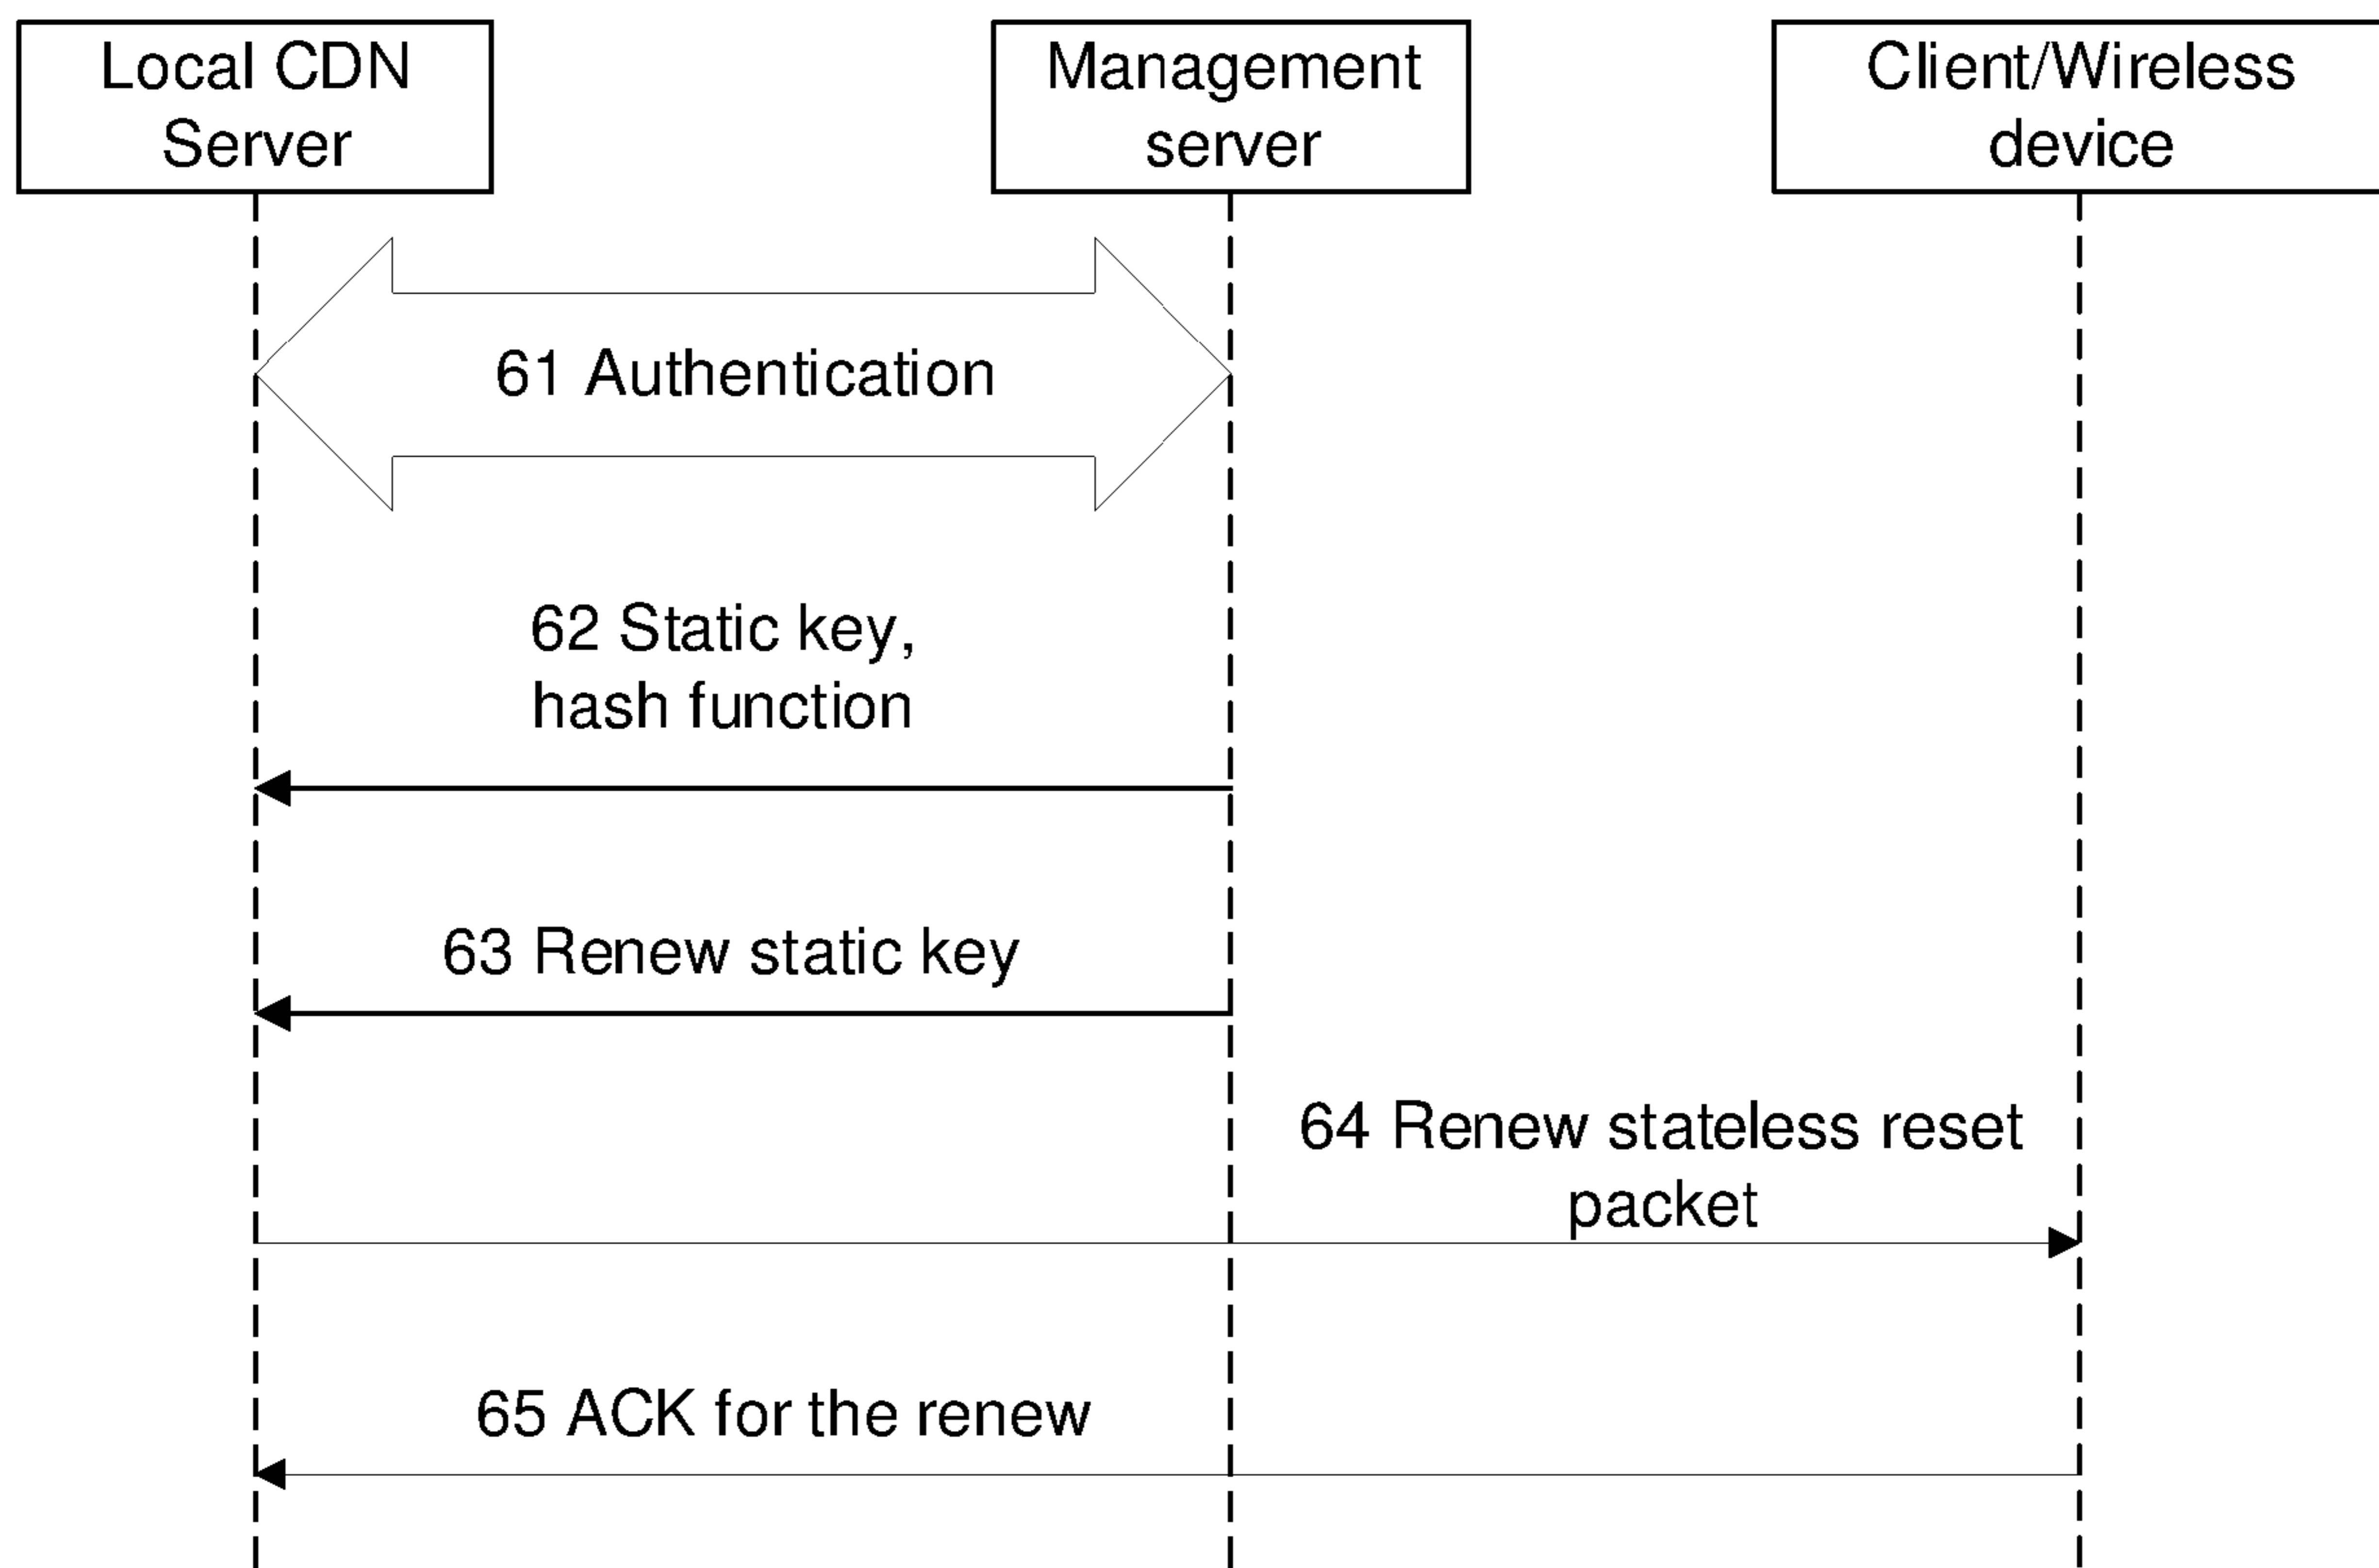 Local CDN
Server
Management
server
Client/Wireless
device
61 Authentication
62 Static key,
hash function
63 Renew static key
64 Renew stateless reset
packet
65 ACK for the renew